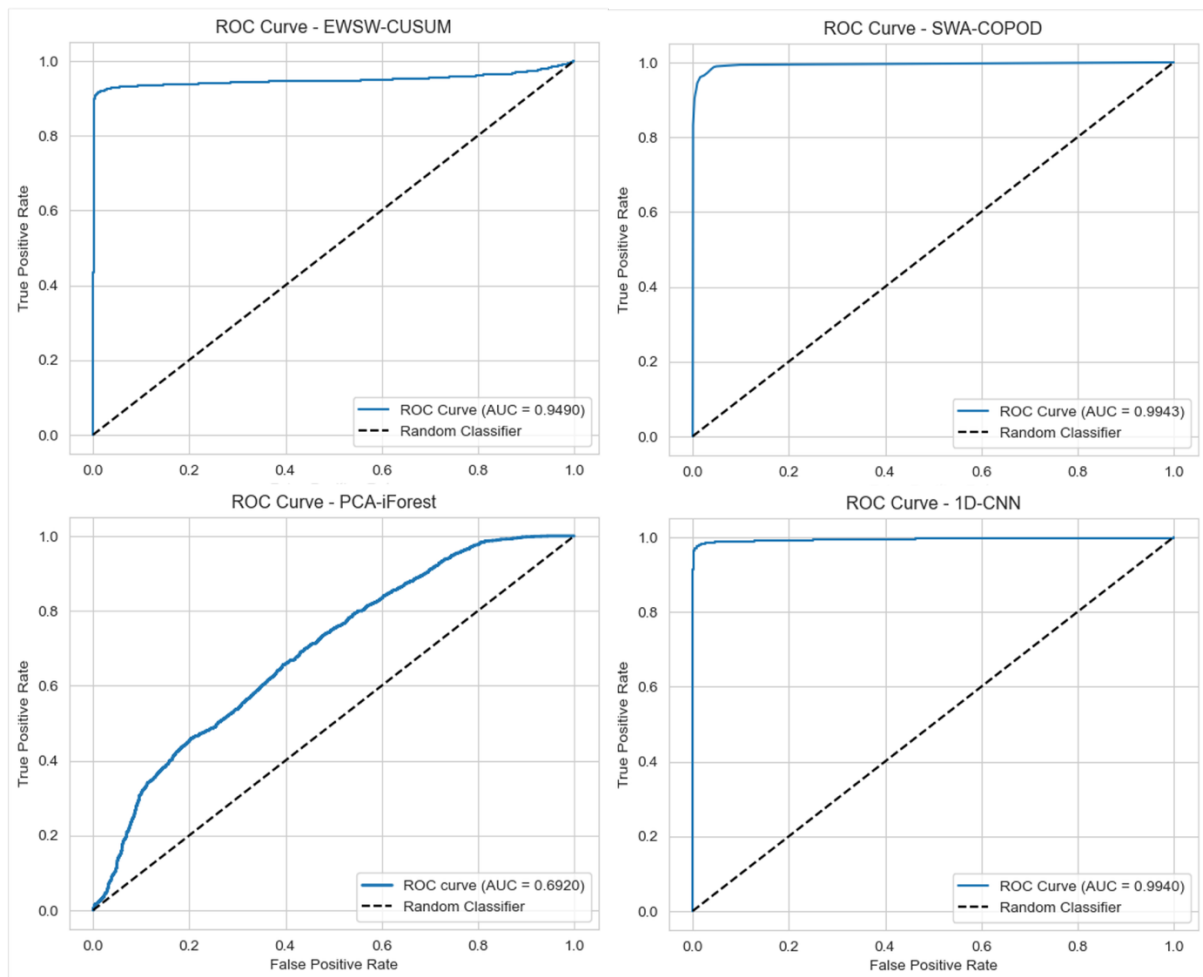 ROC Curve - EWSW-CUSUM
True Positive Rate
1.0
0.8
0.6
0.4
0.2
0.0
0.0 0.2 0.4 0.6 0.8 1.0
ROC Curve (AUC = 0.9490)
Random Classifier
ROC Curve - SWA-COPOD
True Positive Rate
1.0
0.8
0.6
0.4
0.2
0.0
0.0 0.2 0.4 0.6 0.8 1.0
ROC Curve (AUC = 0.9943)
Random Classifier
ROC Curve - PCA-iForest
True Positive Rate
1.0
0.8
0.6
0.4
0.2
0.0
0.0 0.2 0.4 0.6 0.8 1.0
False Positive Rate
ROC curve (AUC = 0.6920)
Random Classifier
ROC Curve - 1D-CNN
True Positive Rate
1.0
0.8
0.6
0.4
0.2
0.0
0.0 0.2 0.4 0.6 0.8 1.0
False Positive Rate
ROC Curve (AUC = 0.9940)
Random Classifier